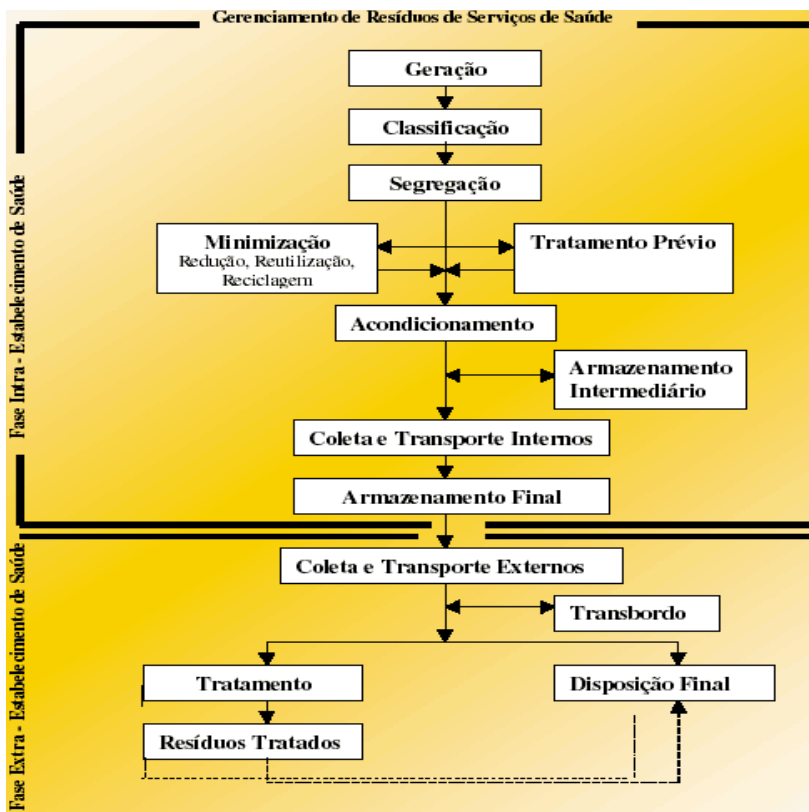 Gerenciamento de Resíduos de Serviços de Saúde
Fase Intra - Estabelecimento de Saúde
Geração
Classificação
Segregação
Minimização
Redução, Reutilização,
Reciclagem
Tratamento Prévio
Acondicionamento
Armazenamento
Intermediário
Coleta e Transporte Internos
Armazenamento Final
Fase Extra - Estabelecimento de Saúde
Coleta e Transporte Externos
Transbordo
Tratamento
Disposição Final
Resíduos Tratados